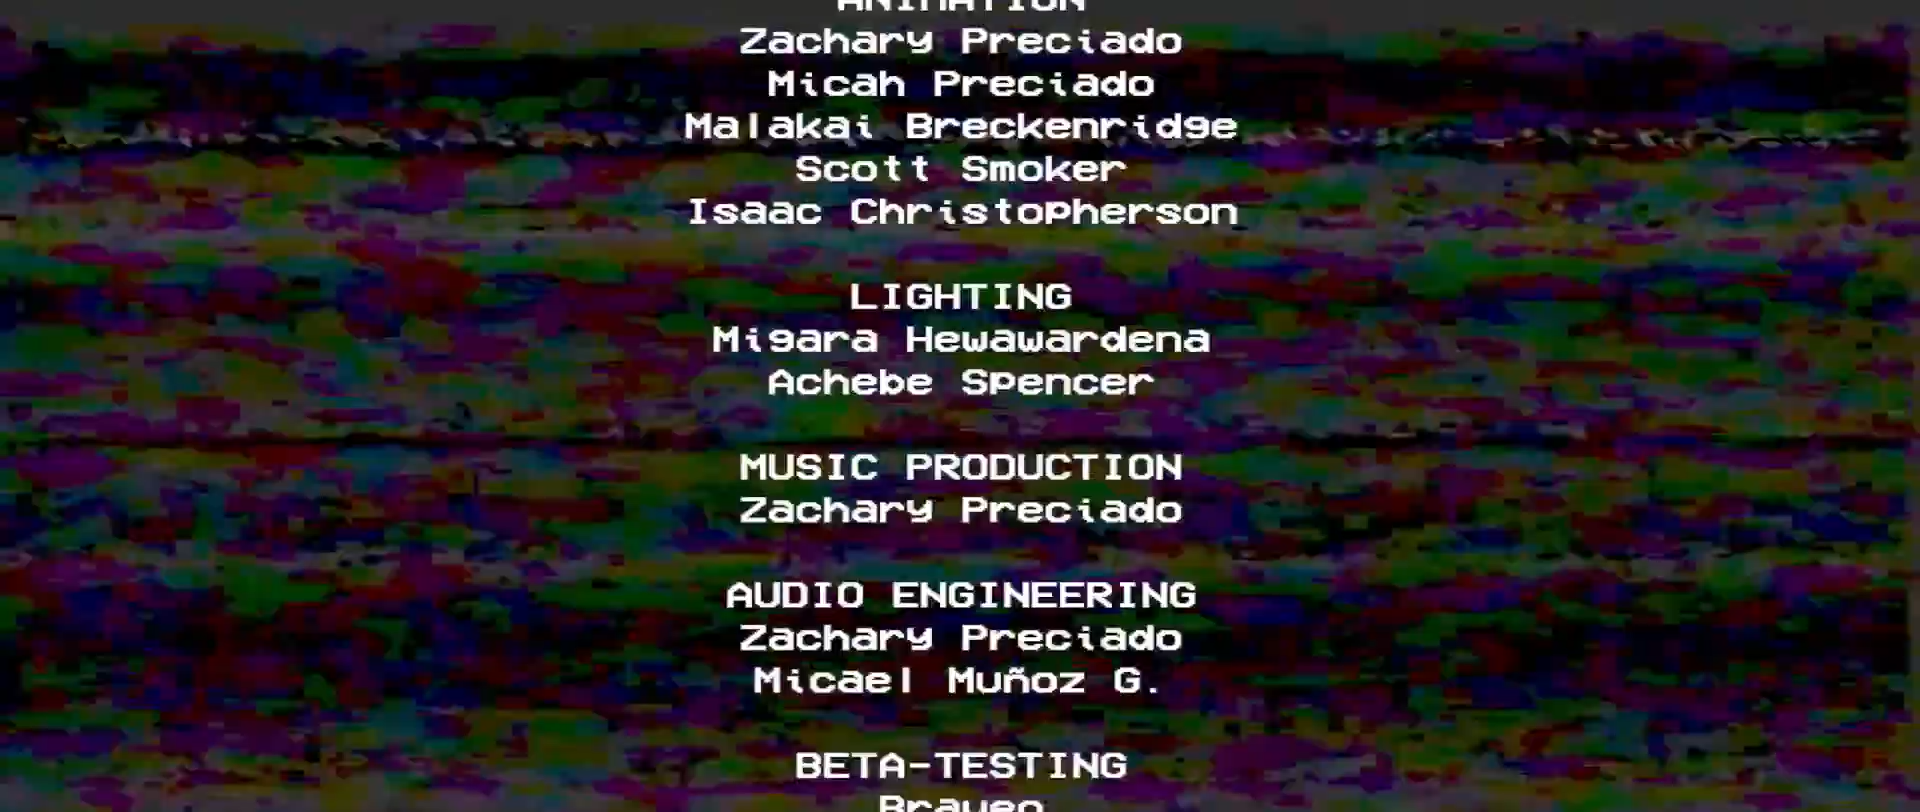 ANIMATION
Zachary Preciado
Micah Preciado
Malakai Breckenridge
Scott Smoker
Isaac Christopherson
LIGHTING
Migara Hewawardena
Achebe Spencer
MUSIC PRODUCTION
Zachary Preciado
AUDIO ENGINEERING
Zachary Preciado
Micael Muñoz G.
BETA-TESTING